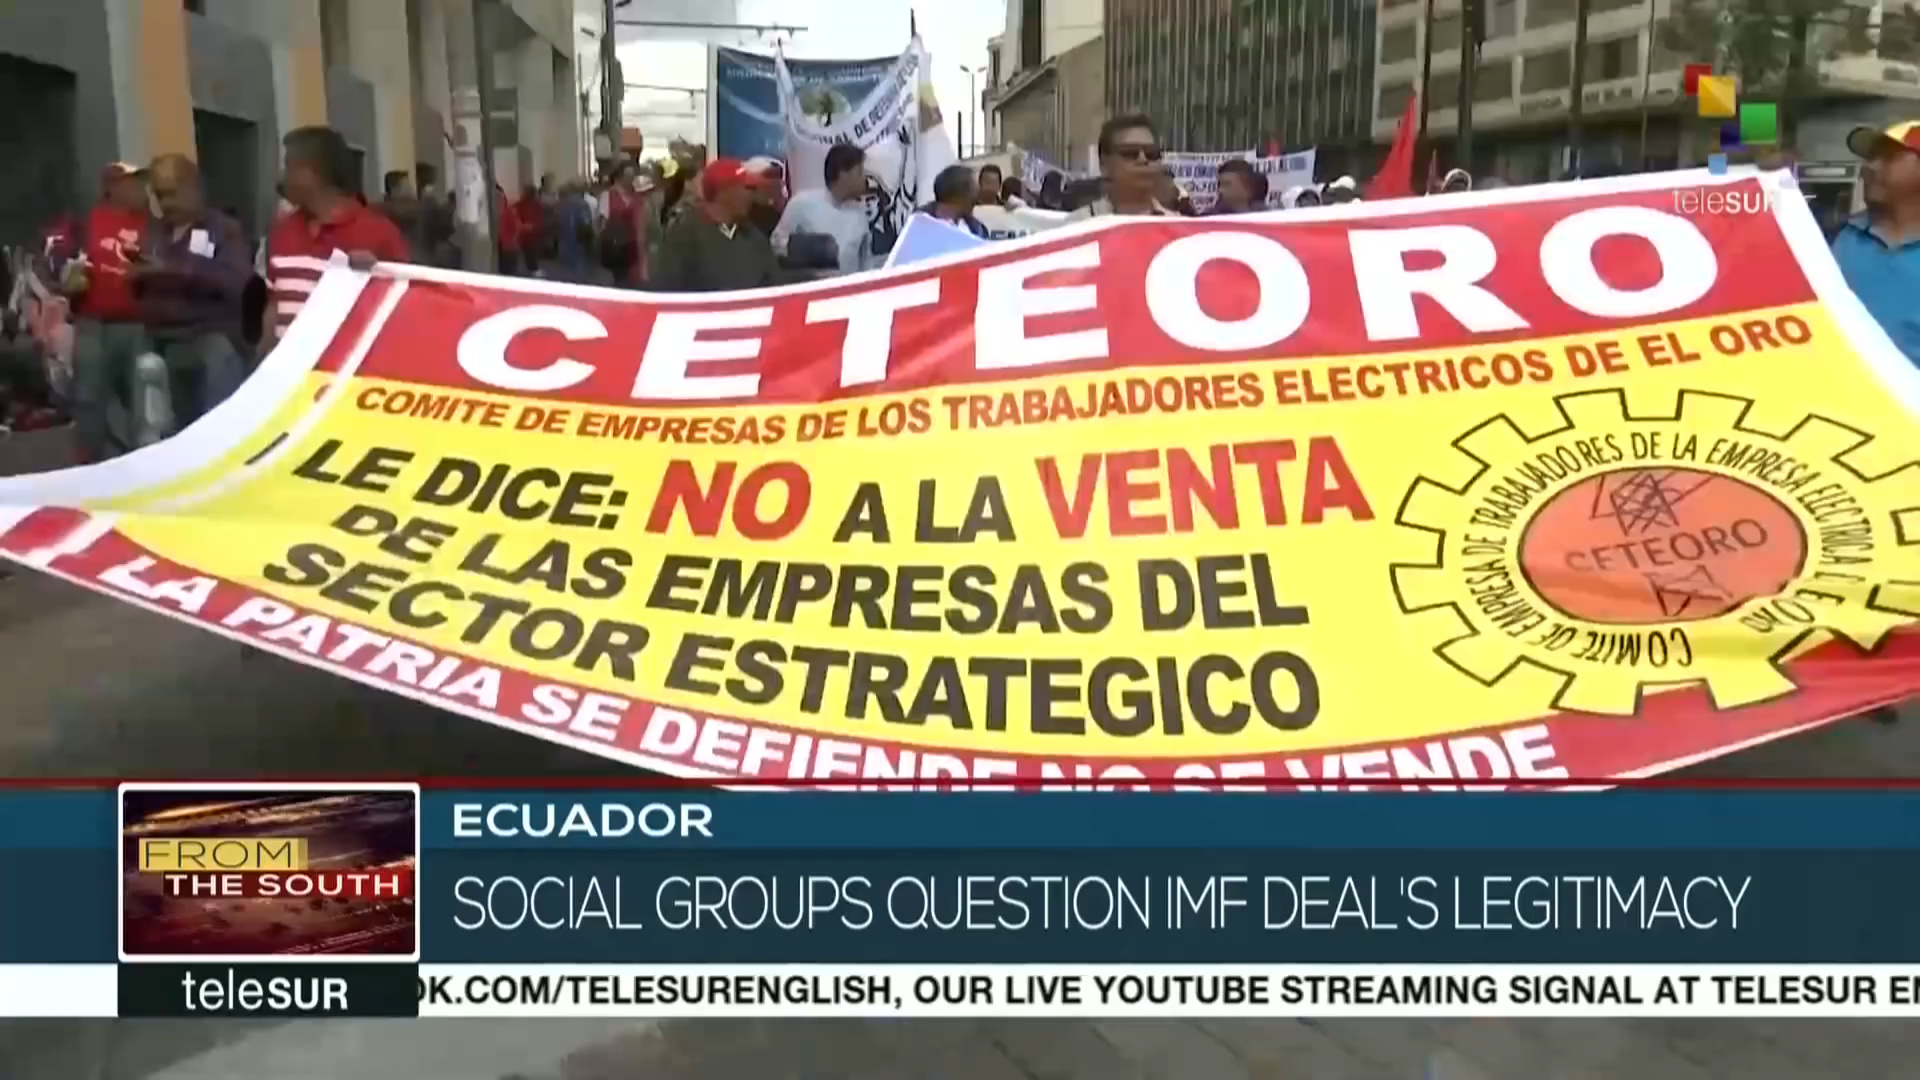 teleSUR
CETEORO
COMITE DE EMPRESAS DE LOS TRABAJADORES ELECTRICOS DE EL ORO
LE DICE: NO A LA VENTA
DE LAS EMPRESAS DEL
SECTOR ESTRATEGICO
LA PATRIA SE DEFIENDE NO SE VENDE
COMITE DE EMPRESA DE TRABAJADORES DE LA EMPRESA ELECTRICA EL ORO
CETEORO
ECUADOR
FROM
THE SOUTH
SOCIAL GROUPS QUESTION IMF DEAL'S LEGITIMACY
teleSUR
OK.COM/TELESURENGLISH, OUR LIVE YOUTUBE STREAMING SIGNAL AT TELESUR EN